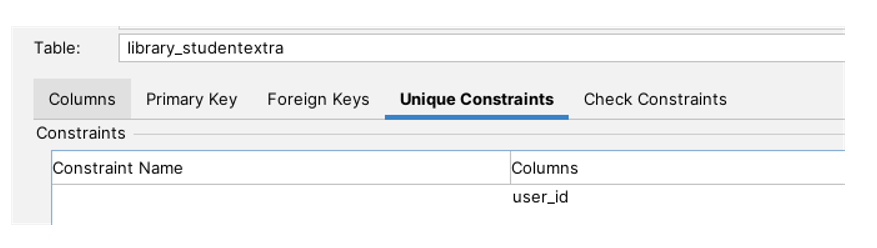 Table: library_studentextra
Columns Primary Key Foreign Keys Unique Constraints Check Constraints
Constraints
Constraint Name Columns
user_id